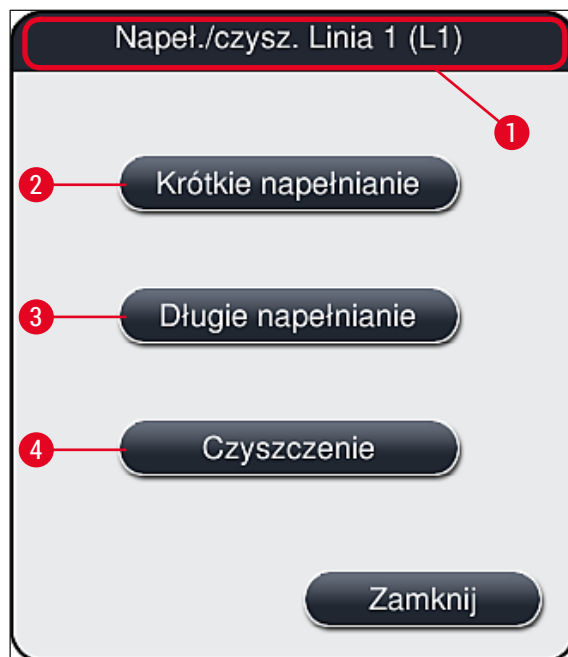 Napeł./czysz. Linia 1 (L1)
1
2 Krótkie napełnianie
3 Długie napełnianie
4 Czyszczenie
Zamknij